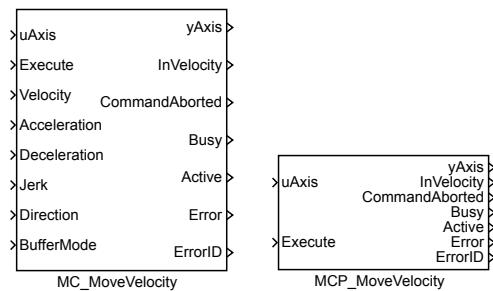 uAxis
Execute
Velocity
Acceleration
Deceleration
Jerk
Direction
BufferMode
yAxis
InVelocity
CommandAborted
Busy
Active
Error
ErrorID
MC_MoveVelocity
uAxis
Execute
yAxis
InVelocity
CommandAborted
Busy
Active
Error
ErrorID
MCP_MoveVelocity